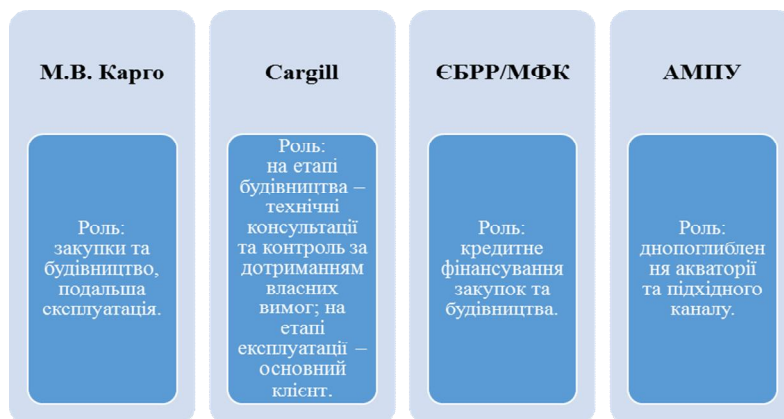 М.В. Карго
Роль:
закупки та
будівництво,
подальша
експлуатація.
Cargill
Роль:
на етапі
будівництва –
технічні
консультації
та контроль за
дотриманням
власних
вимог; на
етапі
експлуатації –
основний
клієнт.
ЄБРР/МФК
Роль:
кредитне
фінансування
закупок та
будівництва.
АМПУ
Роль:
днопоглиблен
ня акваторії
та підхідного
каналу.